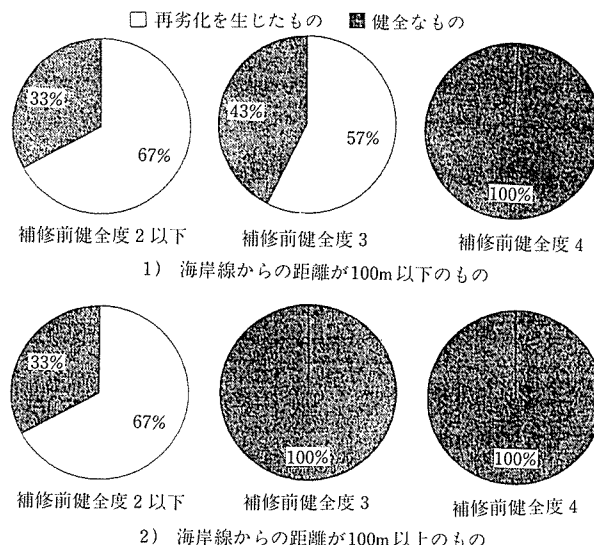 □ 再劣化を生じたもの ■ 健全なもの
33%
67%
43%
57%
100%
補修前健全度 2 以下
補修前健全度 3
補修前健全度 4
1) 海岸線からの距離が100m以下のもの
33%
67%
100%
100%
補修前健全度 2 以下
補修前健全度 3
補修前健全度 4
2) 海岸線からの距離が100m以上のもの